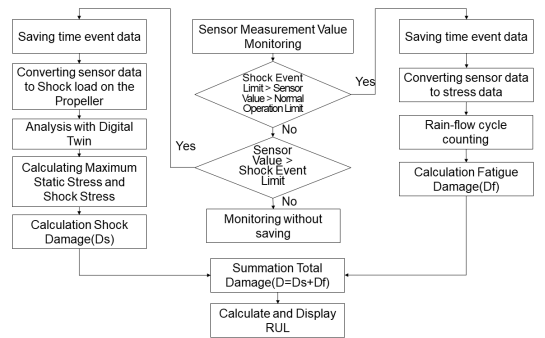 Saving time event data
Converting sensor data
to Shock load on the
Propeller
Analysis with Digital
Twin
Calculating Maximum
Static Stress and
Shock Stress
Calculation Shock
Damage(Ds)
Sensor Measurement Value
Monitoring
Shock Event
Limit > Sensor
Value > Normal
Operation Limit
Yes
No
Sensor
Value >
Shock Event
Limit
Yes
No
Monitoring without
saving
Saving time event data
Converting sensor data
to stress data
Rain-flow cycle
counting
Calculation Fatigue
Damage(Df)
Summation Total
Damage(D=Ds+Df)
Calculate and Display
RUL